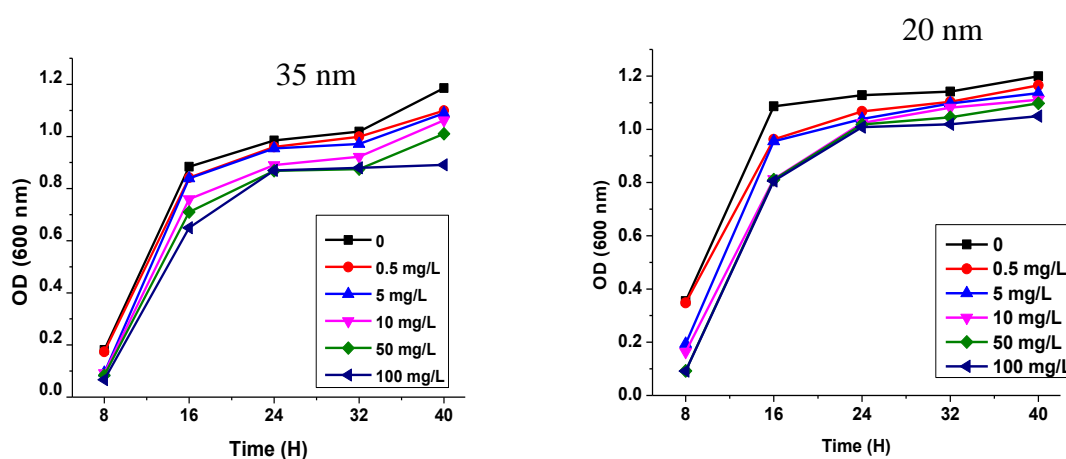 35 nm
OD (600 nm)
1.2
1.0
0.8
0.6
0.4
0.2
0.0
8 16 24 32 40
Time (H)
0
0.5 mg/L
5 mg/L
10 mg/L
50 mg/L
100 mg/L
20 nm
OD (600 nm)
1.2
1.0
0.8
0.6
0.4
0.2
0.0
8 16 24 32 40
Time (H)
0
0.5 mg/L
5 mg/L
10 mg/L
50 mg/L
100 mg/L